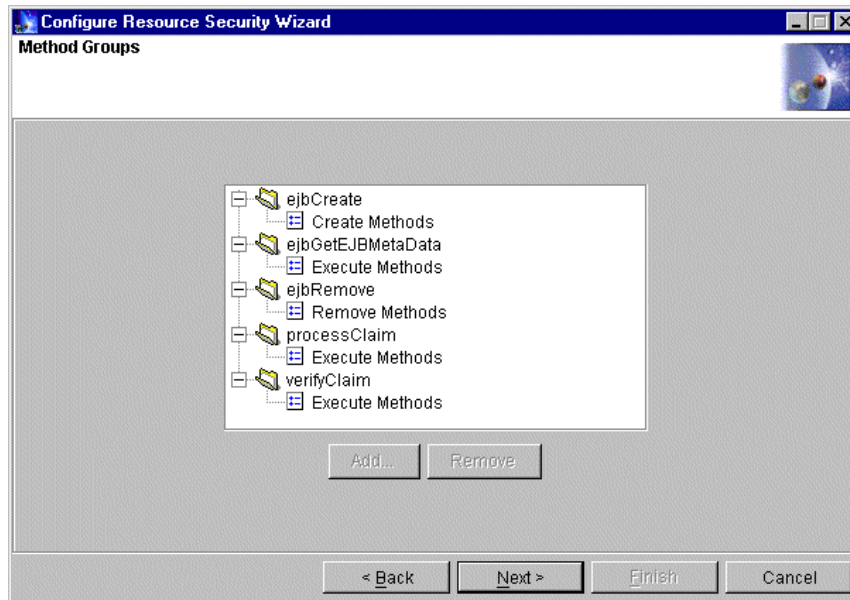 Configure Resource Security Wizard
Method Groups
ejbCreate
Create Methods
ejbGetEJBMetaData
Execute Methods
ejbRemove
Remove Methods
processClaim
Execute Methods
verifyClaim
Execute Methods
Add... Remove
< Back Next > Finish Cancel